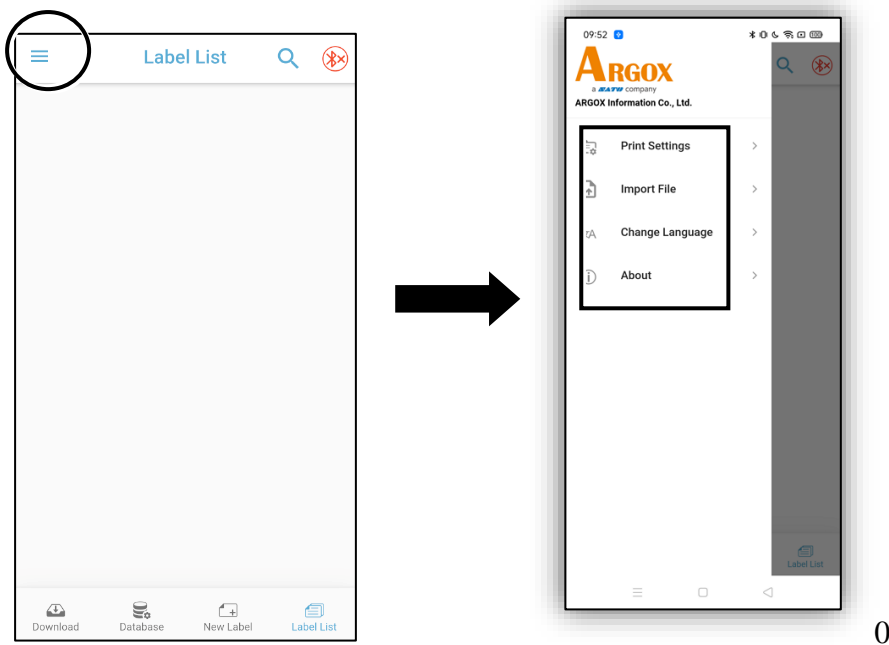 Label List
Download
Database
New Label
Label List
09:52
100
ARGOX
a SATO company
ARGOX Information Co., Ltd.
Print Settings
Import File
Change Language
About
Label List
0